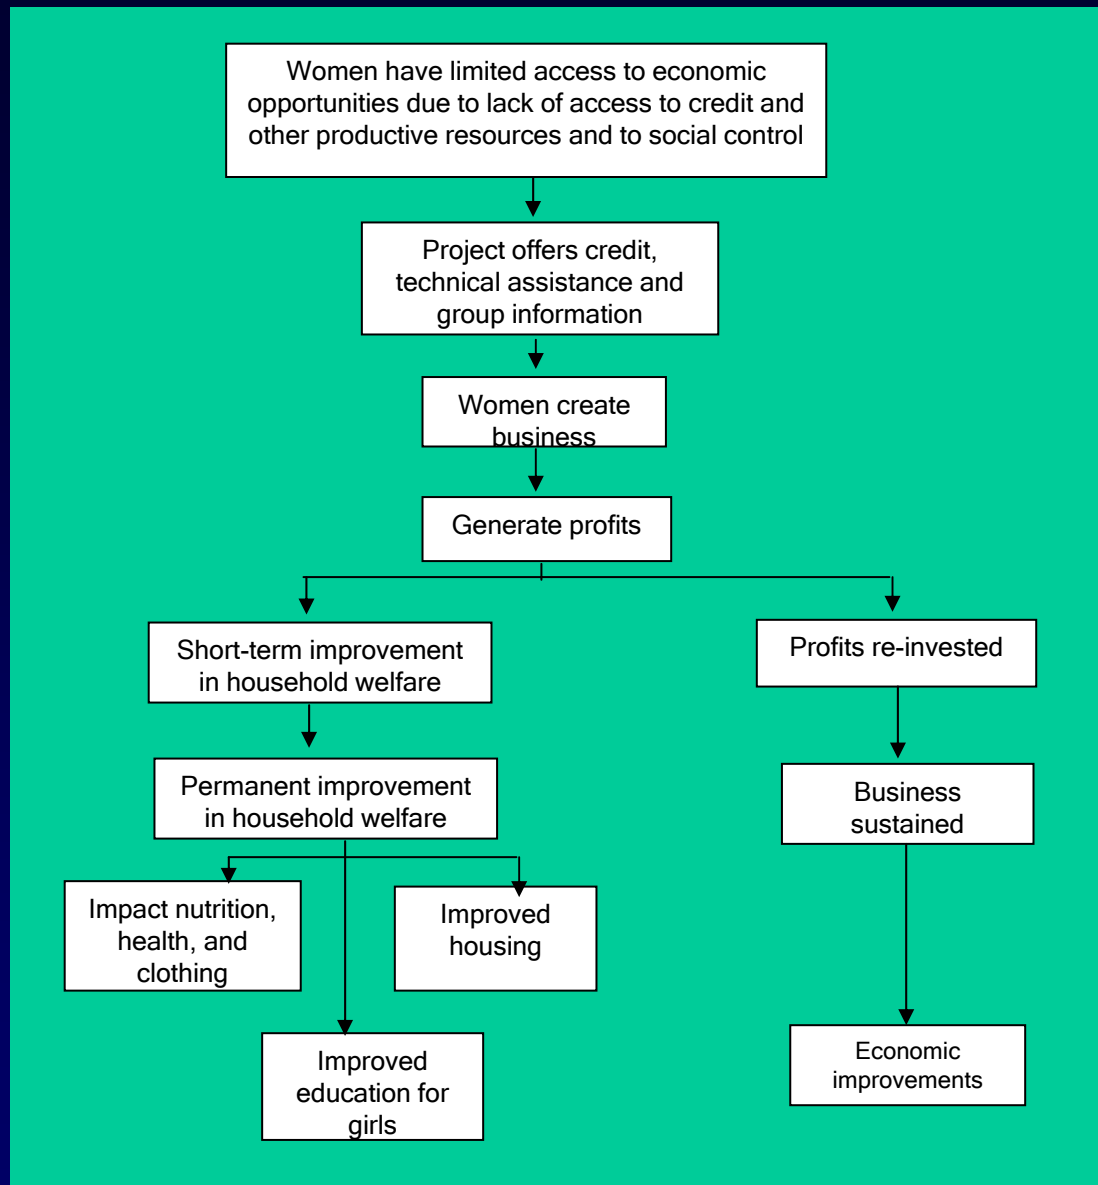 Women have limited access to economic
opportunities due to lack of access to credit and
other productive resources and to social control
Project offers credit,
technical assistance and
group information
Women create
business
Generate profits
Short-term improvement
in household welfare
Profits re-invested
Permanent improvement
in household welfare
Business
sustained
Impact nutrition,
health, and
clothing
Improved
housing
Improved
education for
girls
Economic
improvements